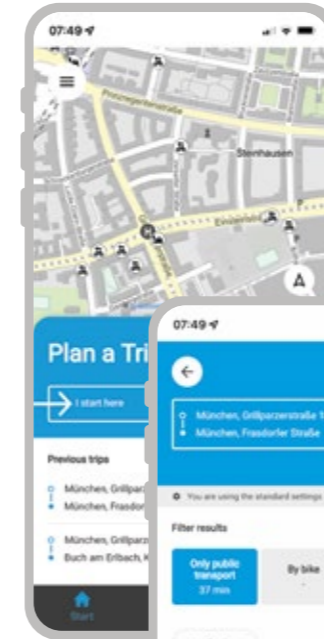 07:49
Prinzregentenstraße
Steinhausen
Einsteinstraße
Plan a Tri
I start here
Previous trips
München, Grillparz
München, Frasdor
München, Grillparz
Buch am Erlbach, K
Start
07:49
München, Grillparzerstraße 1
München, Frasdorfer Straße
You are using the standard settings
Filter results
Only public
transport
37 min
By bike
-